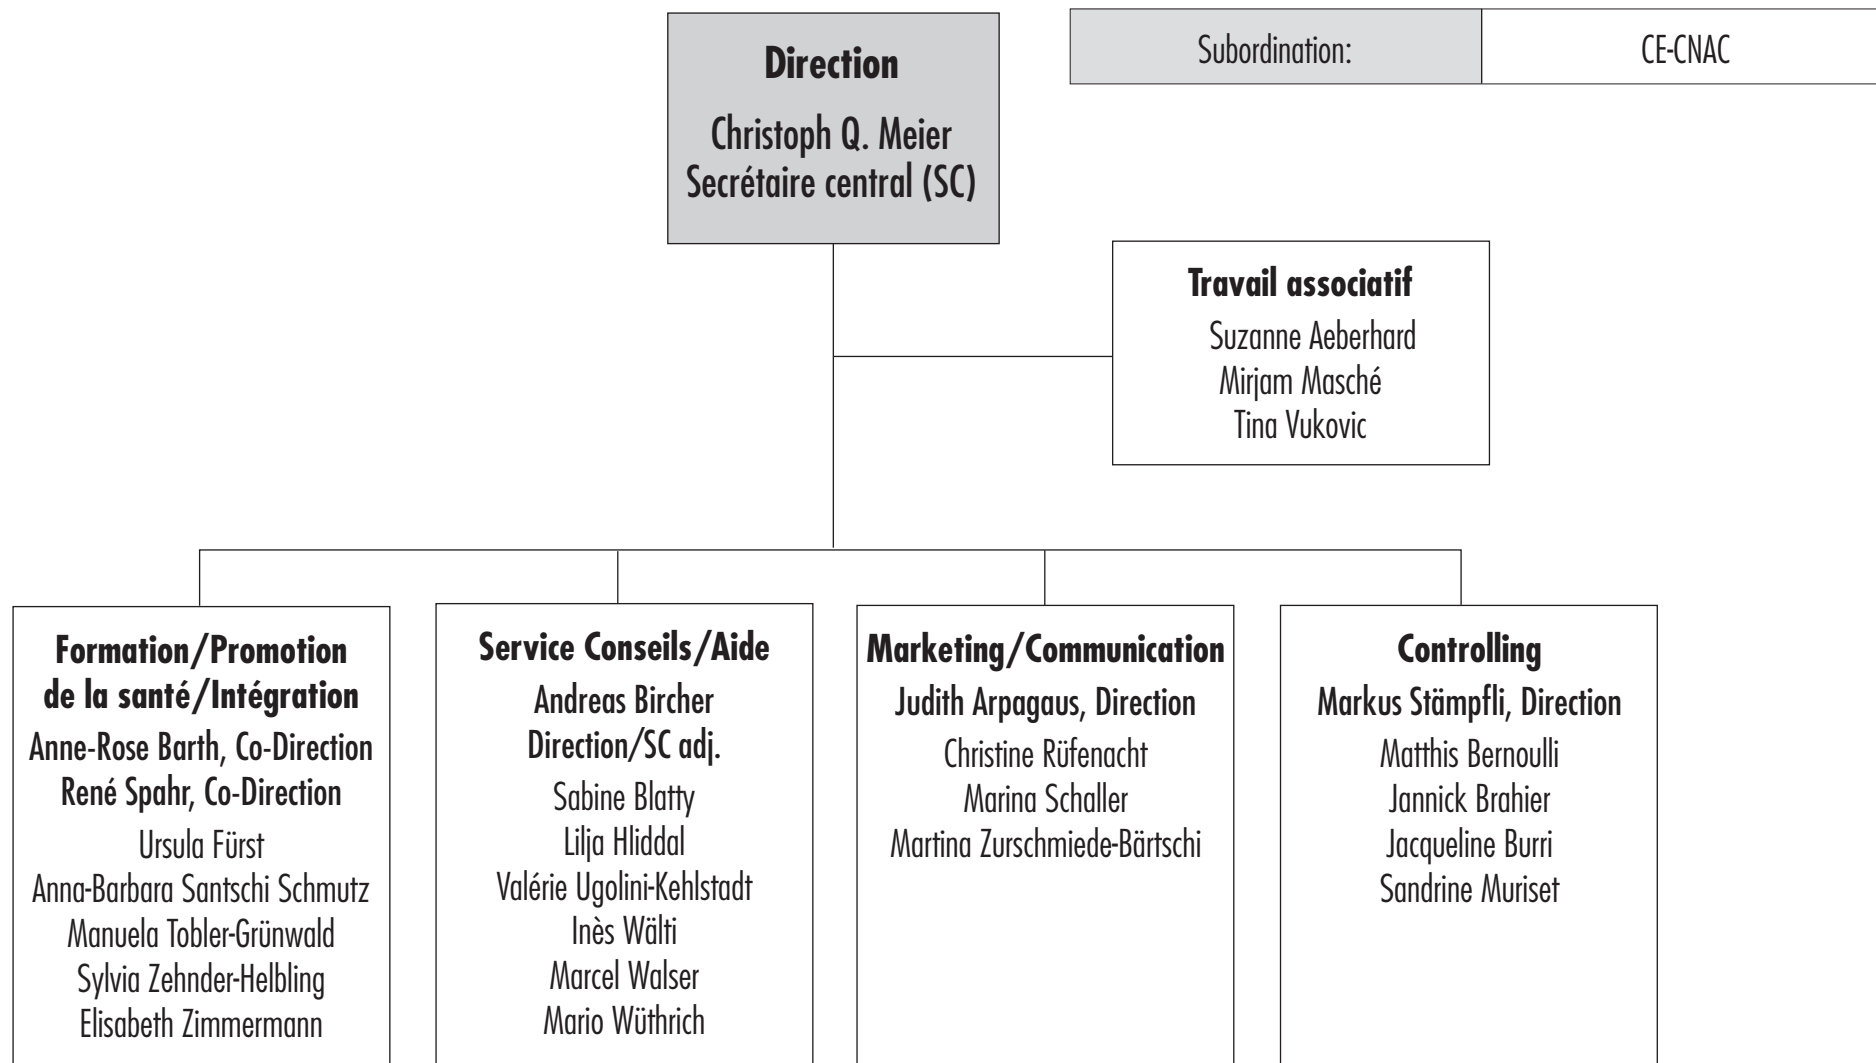 Direction
Christoph Q. Meier
Secrétaire central (SC)
Subordination:
CE-CNAC
Travail associatif
Suzanne Aeberhard
Mirjam Masché
Tina Vukovic
Formation/Promotion
de la santé/Intégration
Anne-Rose Barth, Co-Direction
René Spahr, Co-Direction
Ursula Fürst
Anna-Barbara Santschi Schmutz
Manuela Tobler-Grünwald
Sylvia Zehnder-Helbling
Elisabeth Zimmermann
Service Conseils/Aide
Andreas Bircher
Direction/SC adj.
Sabine Blatty
Lilja Hliddal
Valérie Ugolini-Kehlstadt
Inès Wälti
Marcel Walser
Mario Wüthrich
Marketing/Communication
Judith Arpagaus, Direction
Christine Rüfenacht
Marina Schaller
Martina Zurschmiede-Bärtschi
Controlling
Markus Stämpfli, Direction
Matthis Bernoulli
Jannick Brahier
Jacqueline Burri
Sandrine Muriset